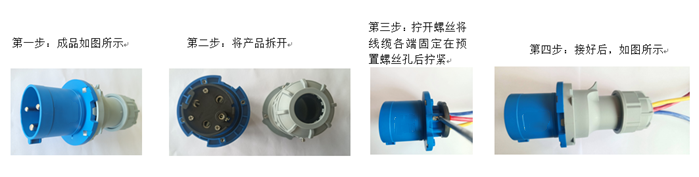 第一步：成品如图所示
第二步：将产品拆开
第三步：拧开螺丝将
线缆各端固定在预
置螺丝孔后拧紧
第四步：接好后，如图所示